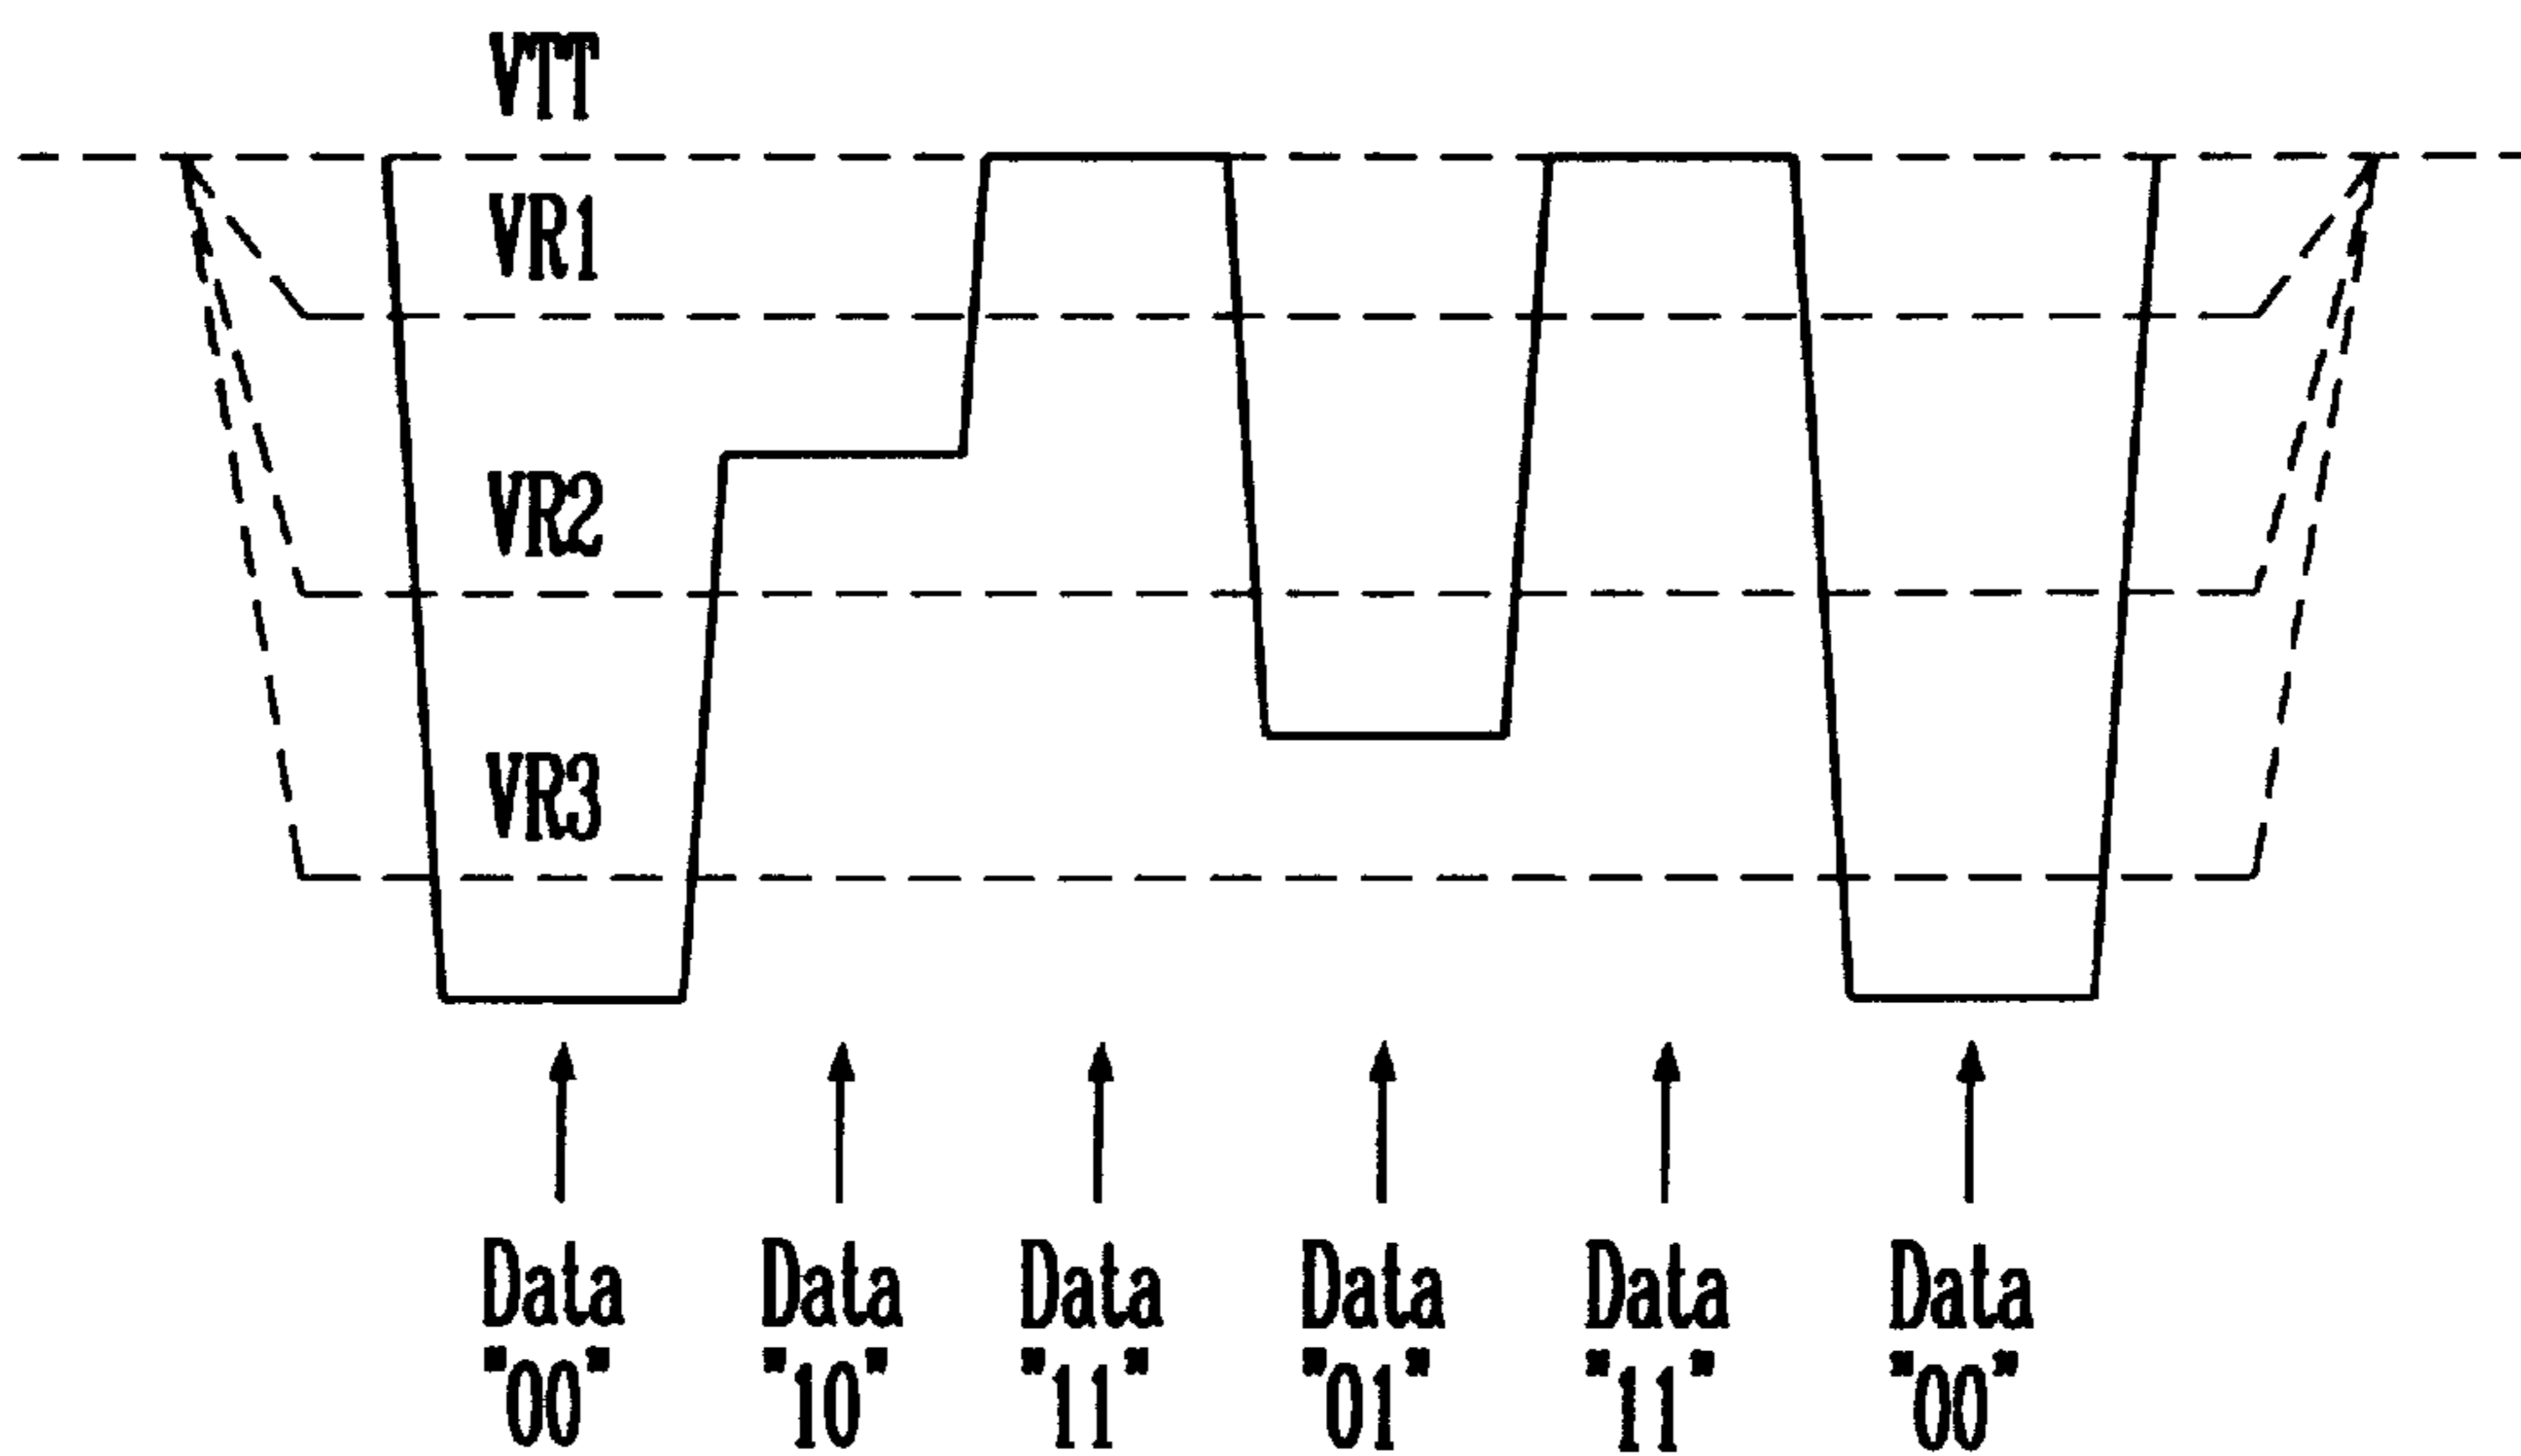 VTT
VR1
VR2
VR3
Data Data Data Data Data Data
"00" "10" "11" "01" "11" "00"